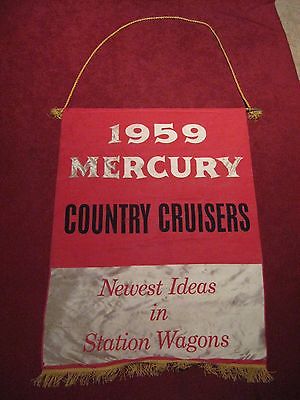 1959
MERCURY
COUNTRY CRUISERS
Newest Ideas
in
Station Wagons